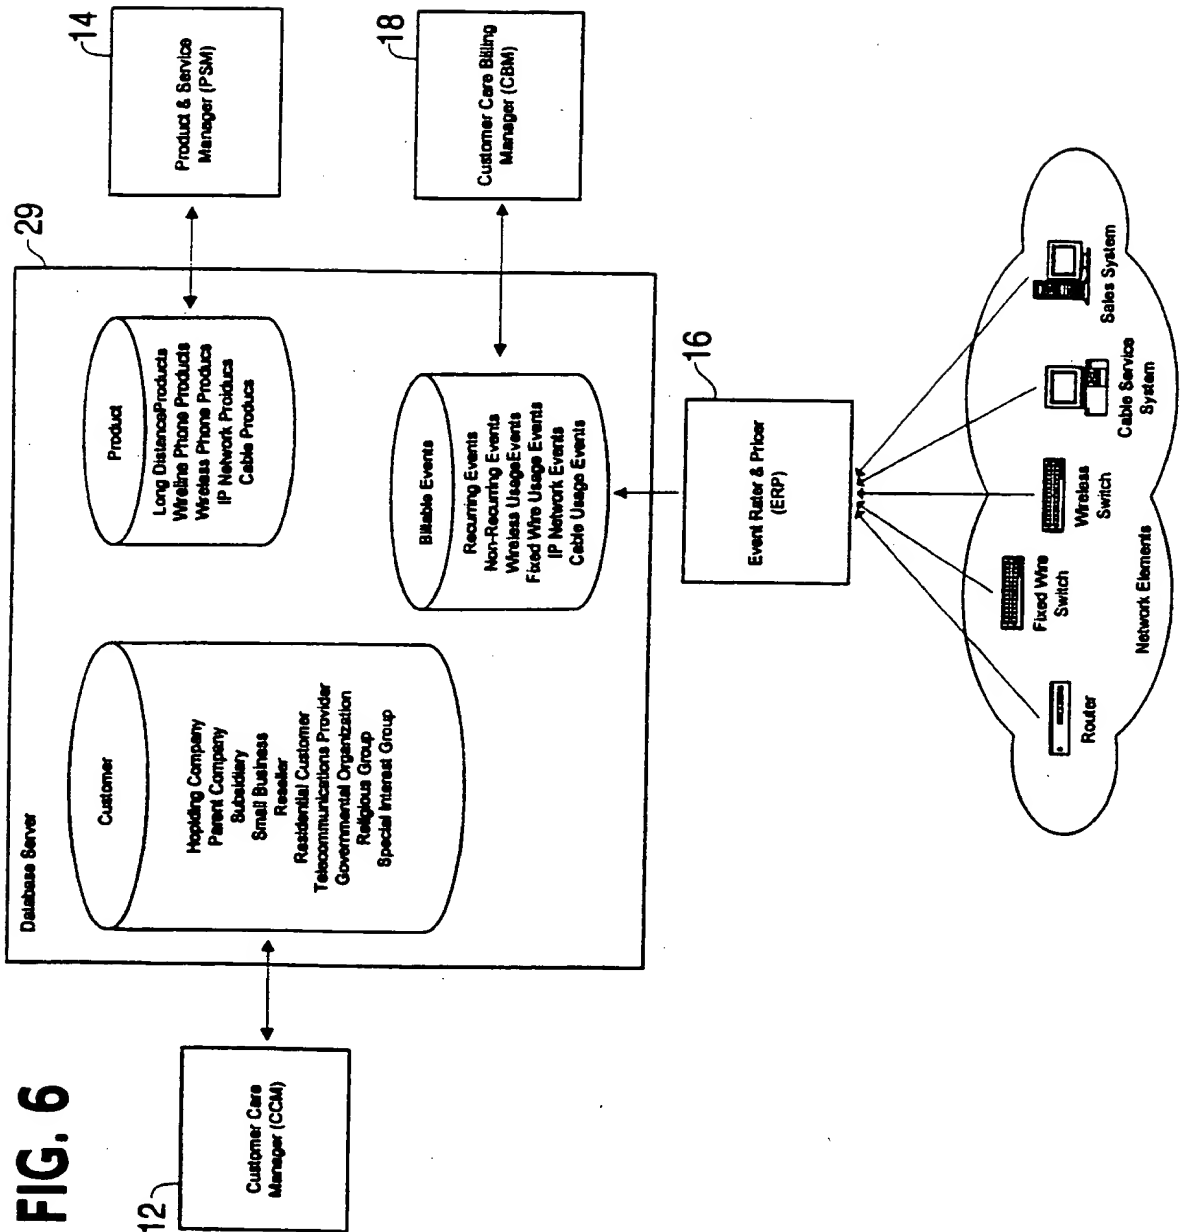 FIG. 6
12
Customer Care
Manager (CCM)
Database Server
29
Customer
Hoplding Company
Parent Company
Subsidiary
Small Business
Reseller
Residential Customer
Telecommunications Provider
Governmental Organization
Religious Group
Special Interest Group
Product
Long DistanceProducts
Wireline Phone Products
Wireless Phone Producs
IP Network Proiducs
Cable Producs
14
Product & Service
Manager (PSM)
Billable Events
Recurring Events
Non-Recurring Events
Wireless UsageEvents
Fixed Wire Usage Events
IP Network Events
Cable Usage Events
18
Customer Care Billing
Manager (CBM)
16
Event Rater & Pricer
(ERP)
Router
Fixed Wire
Switch
Wireless
Switch
Cable Service
System
Sales System
Network Elements